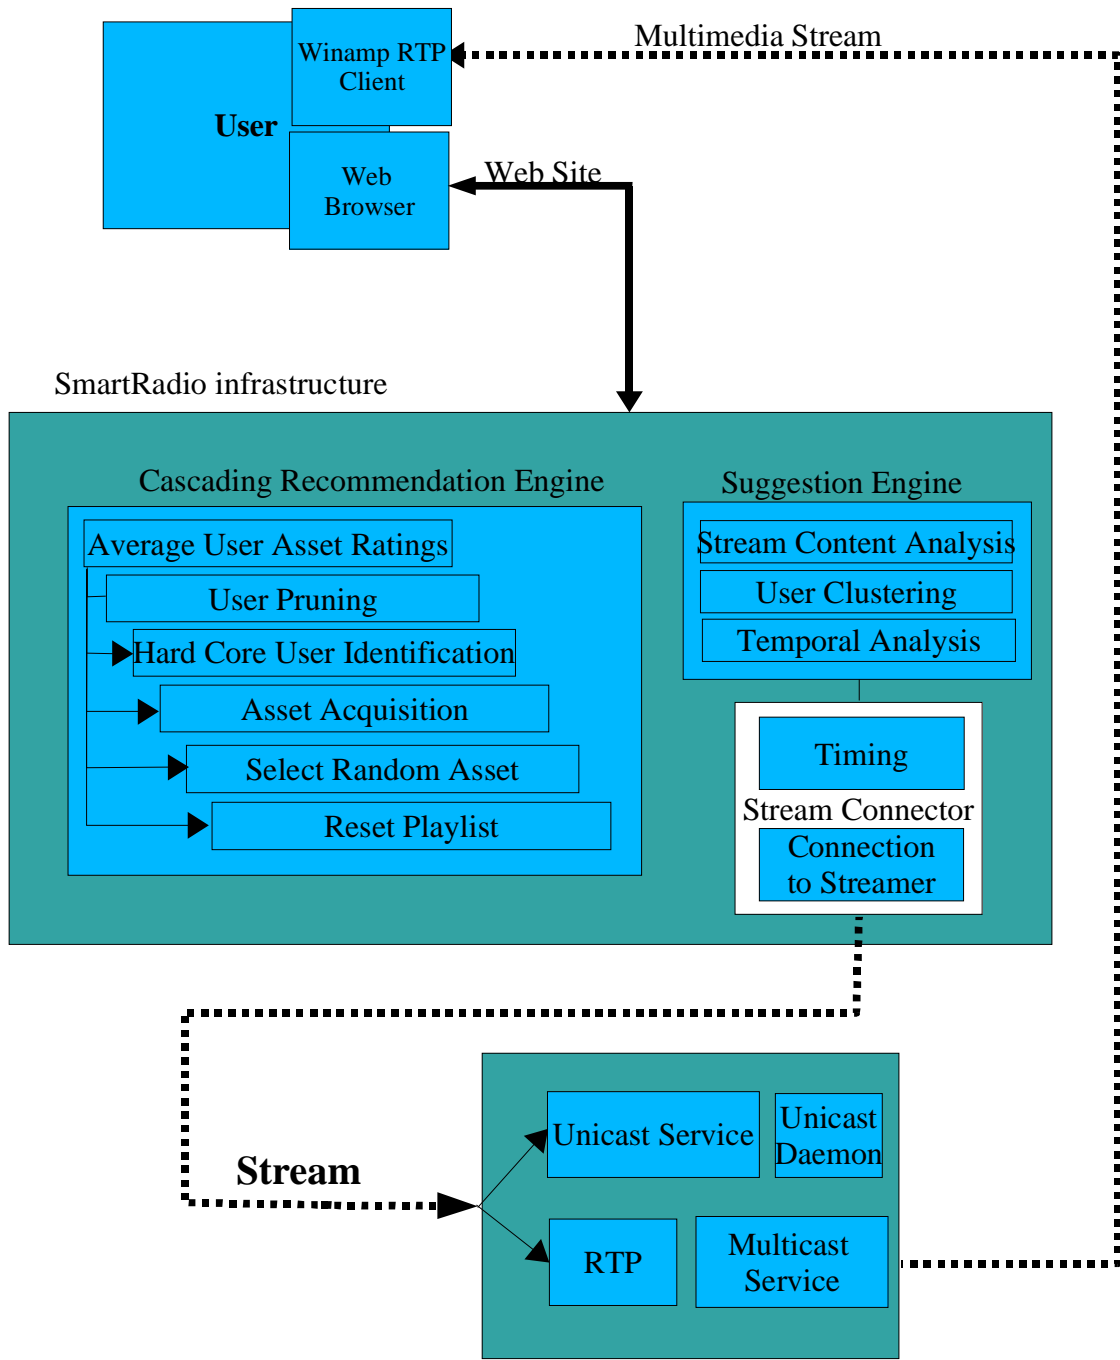 Multimedia Stream
Winamp RTP
Client
User
Web Site
Web
Browser
SmartRadio infrastructure
Cascading Recommendation Engine
Average User Asset Ratings
User Pruning
Hard Core User Identification
Asset Acquisition
Select Random Asset
Reset Playlist
Suggestion Engine
Stream Content Analysis
User Clustering
Temporal Analysis
Timing
Stream Connector
Connection
to Streamer
Stream
Unicast Service
Unicast
Daemon
RTP
Multicast
Service